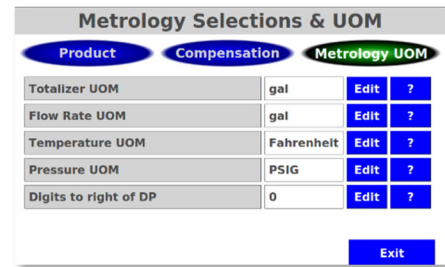 Metrology Selections & UOM
Product Compensation Metrology UOM
Totalizer UOM gal Edit ?
Flow Rate UOM gal Edit ?
Temperature UOM Fahrenheit Edit ?
Pressure UOM PSIG Edit ?
Digits to right of DP 0 Edit ?
Exit